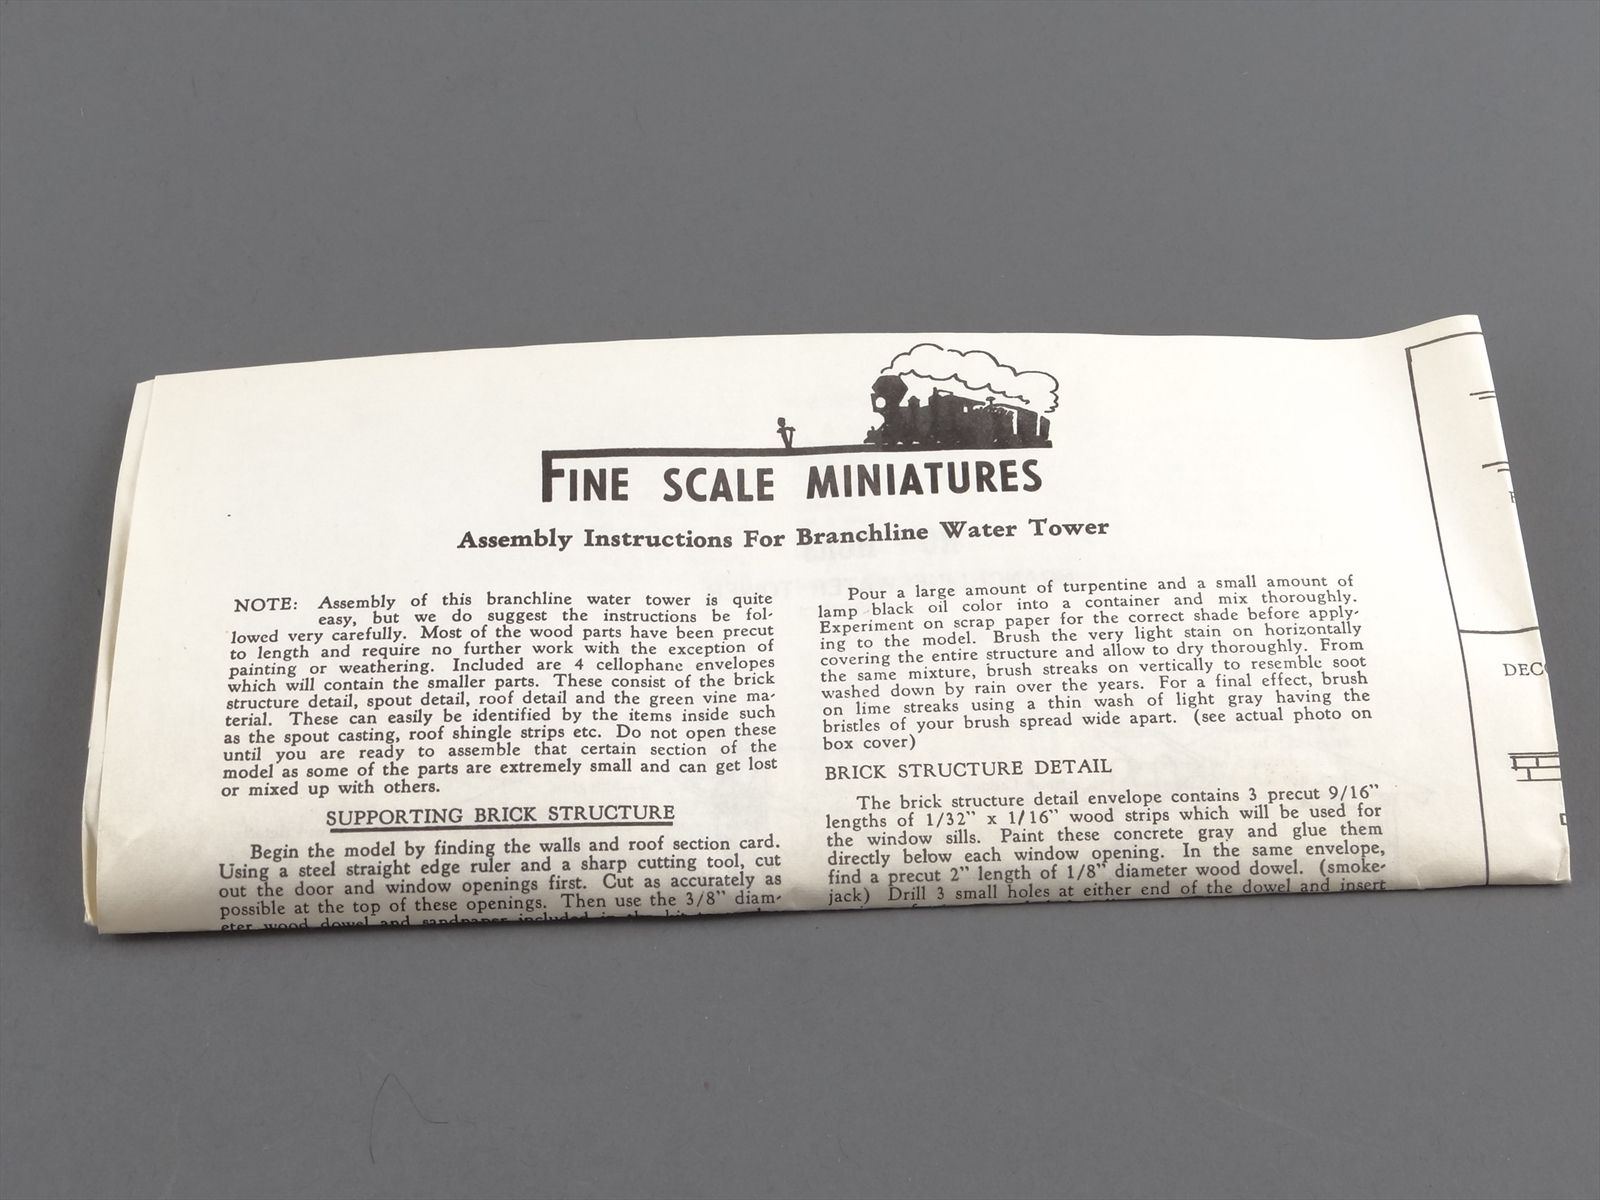 FINE SCALE MINIATURES
Assembly Instructions For Branchline Water Tower
NOTE: Assembly of this branchline water tower is quite
easy, but we do suggest the instructions be fol-
lowed very carefully. Most of the wood parts have been precut
to length and require no further work with the exception of
painting or weathering. Included are 4 cellophane envelopes
which will contain the smaller parts. These consist of the brick
structure detail, spout detail, roof detail and the green vine ma-
terial. These can easily be identified by the items inside such
as the spout casting, roof shingle strips etc. Do not open these
until you are ready to assemble that certain section of the
model as some of the parts are extremely small and can get lost
or mixed up with others.
SUPPORTING BRICK STRUCTURE
Begin the model by finding the walls and roof section card.
Using a steel straight edge ruler and a sharp cutting tool, cut
out the door and window openings first. Cut as accurately as
possible at the top of these openings. Then use the 3/8" diam-
eter wood dowel and sandpaper included in the kit
Pour a large amount of turpentine and a small amount of
lamp black oil color into a container and mix thoroughly.
Experiment on scrap paper for the correct shade before apply-
ing to the model. Brush the very light stain on horizontally
covering the entire structure and allow to dry thoroughly. From
the same mixture, brush streaks on vertically to resemble soot
washed down by rain over the years. For a final effect, brush
on lime streaks using a thin wash of light gray having the
bristles of your brush spread wide apart. (see actual photo on
box cover)
BRICK STRUCTURE DETAIL
The brick structure detail envelope contains 3 precut 9/16"
lengths of 1/32" x 1/16" wood strips which will be used for
the window sills. Paint these concrete gray and glue them
directly below each window opening. In the same envelope,
find a precut 2" length of 1/8" diameter wood dowel. (smoke-
jack) Drill 3 small holes at either end of the dowel and insert
DEC